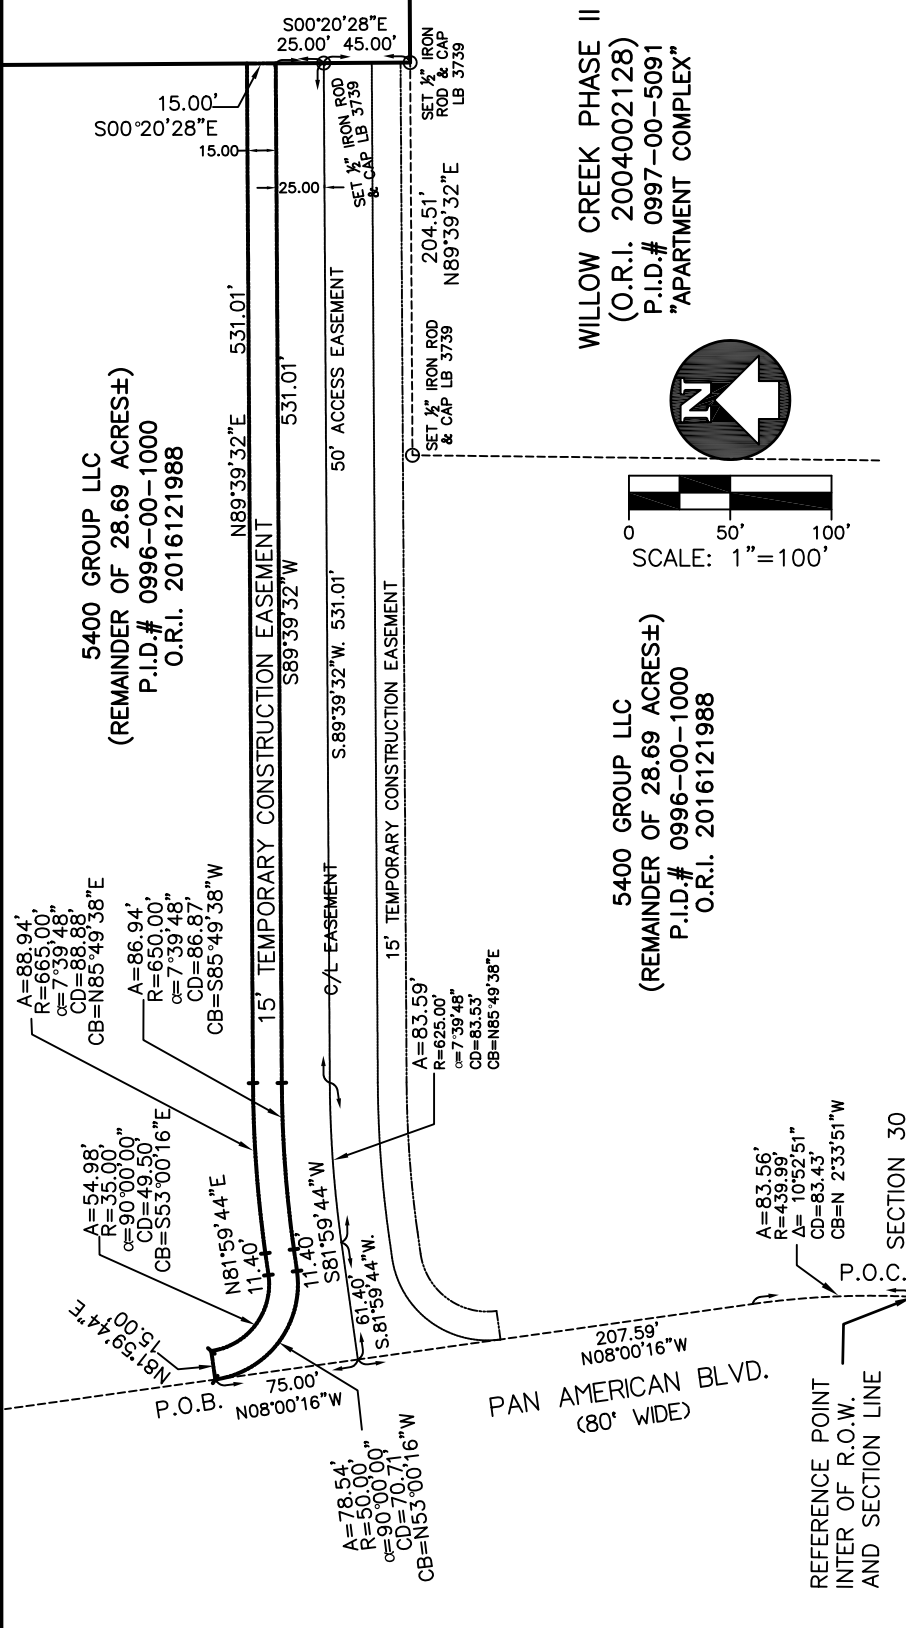 S00°20'28"E
25.00' 45.00'
SET ½" IRON
ROD & CAP
LB 3739
15.00'
S00°20'28"E
15.00
25.00
SET ½" IRON ROD
& CAP LB 3739
204.51'
N89°39'32"E
WILLOW CREEK PHASE II
(O.R.I. 2004002128)
P.I.D.# 0997-00-5091
"APARTMENT COMPLEX"
SET ½" IRON ROD
& CAP LB 3739
N
0 50' 100'
SCALE: 1"=100'
5400 GROUP LLC
(REMAINDER OF 28.69 ACRES±)
P.I.D.# 0996-00-1000
O.R.I. 2016121988
N89°39'32"E 531.01'
15' TEMPORARY CONSTRUCTION EASEMENT
S89°39'32"W 531.01'
50' ACCESS EASEMENT
S.89°39'32"W. 531.01'
C/L EASEMENT
15' TEMPORARY CONSTRUCTION EASEMENT
5400 GROUP LLC
(REMAINDER OF 28.69 ACRES±)
P.I.D.# 0996-00-1000
O.R.I. 2016121988
A=88.94'
R=665.00'
α=7°39'48"
CD=88.88'
CB=N85°49'38"E
A=86.94'
R=650.00'
α=7°39'48"
CD=86.87'
CB=S85°49'38"W
A=83.59'
R=625.00'
α=7°39'48"
CD=83.53'
CB=N85°49'38"E
A=54.98'
R=35.00'
α=90°00'00"
CD=49.50'
CB=S53°00'16"E
N81°59'44"E
11.40'
11.40'
S81°59'44"W
61.40'
S.81°59'44"W.
N81°59'44"E
15.00'
P.O.B.
75.00'
N08°00'16"W
A=78.54'
R=50.00'
α=90°00'00"
CD=70.71'
CB=N53°00'16"W
207.59'
N08°00'16"W
PAN AMERICAN BLVD.
(80' WIDE)
A=83.56'
R=439.99'
Δ= 10°52'51"
CD=83.43'
CB=N 2°33'51"W
P.O.C.
SECTION 30
REFERENCE POINT
INTER OF R.O.W.
AND SECTION LINE